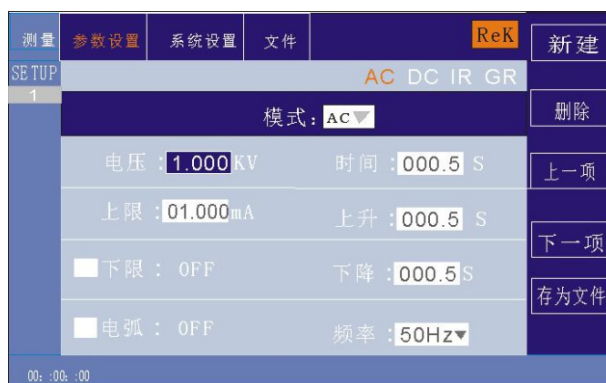 测量 参数设置 系统设置 文件 ReK 新建
SETUP AC DC IR GR
1
模式：AC 删除
电压：1.000KV 时间：000.5 S 上一项
上限：01.000mA 上升：000.5 S
下一项
下限： OFF 下降：000.5S
存为文件
电弧： OFF 频率：50Hz
00: :00: :00